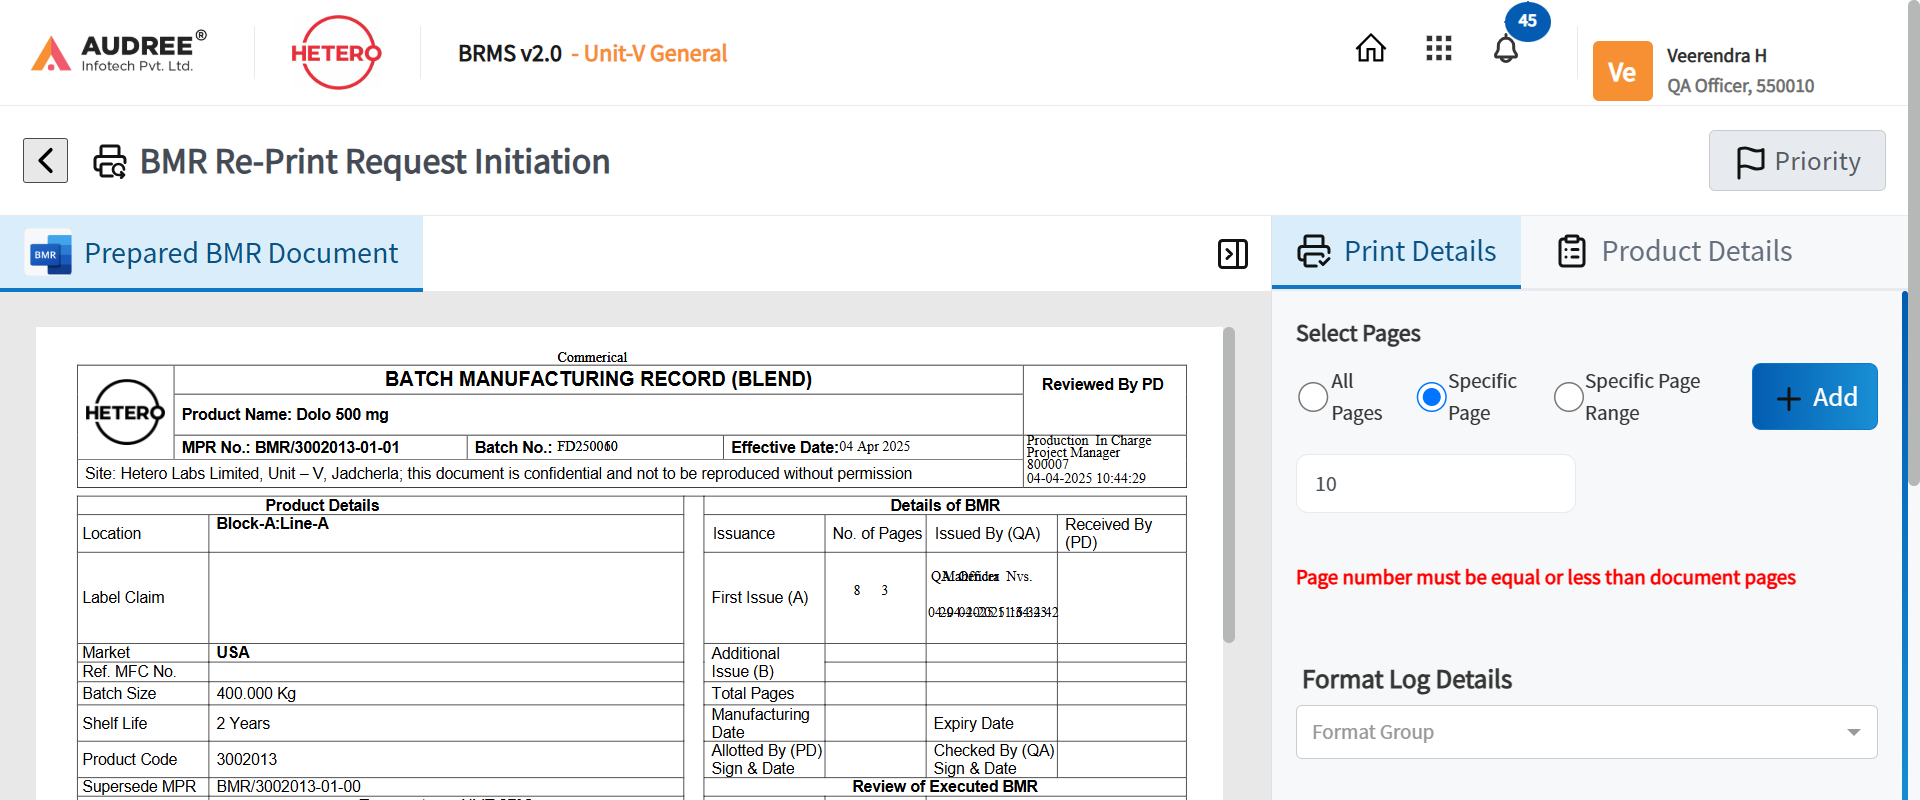 AUDREE®
Infotech Pvt. Ltd.
HETERO
BRMS v2.0 - Unit-V General
45
Ve
Veerendra H
QA Officer, 550010
BMR Re-Print Request Initiation
Priority
BMR
Prepared BMR Document
Print Details
Product Details
Commerical
HETERO
BATCH MANUFACTURING RECORD (BLEND)
Reviewed By PD
Product Name: Dolo 500 mg
MPR No.: BMR/3002013-01-01
Batch No.:
Effective Date:04 Apr 2025
Production In Charge
Project Manager
800007
04-04-2025 10:44:29
Site: Hetero Labs Limited, Unit – V, Jadcherla; this document is confidential and not to be reproduced without permission
Product Details
Location
Block-A:Line-A
Label Claim
Market
USA
Ref. MFC No.
Batch Size
400.000 Kg
Shelf Life
2 Years
Product Code
3002013
Supersede MPR
BMR/3002013-01-00
Details of BMR
Issuance
No. of Pages
Issued By (QA)
Received By
(PD)
First Issue (A)
8 3
Nvs.
Additional
Issue (B)
Total Pages
Manufacturing
Date
Expiry Date
Allotted By (PD)
Sign & Date
Checked By (QA)
Sign & Date
Review of Executed BMR
Select Pages
All
Pages
Specific
Page
Specific Page
Range
+ Add
10
Page number must be equal or less than document pages
Format Log Details
Format Group